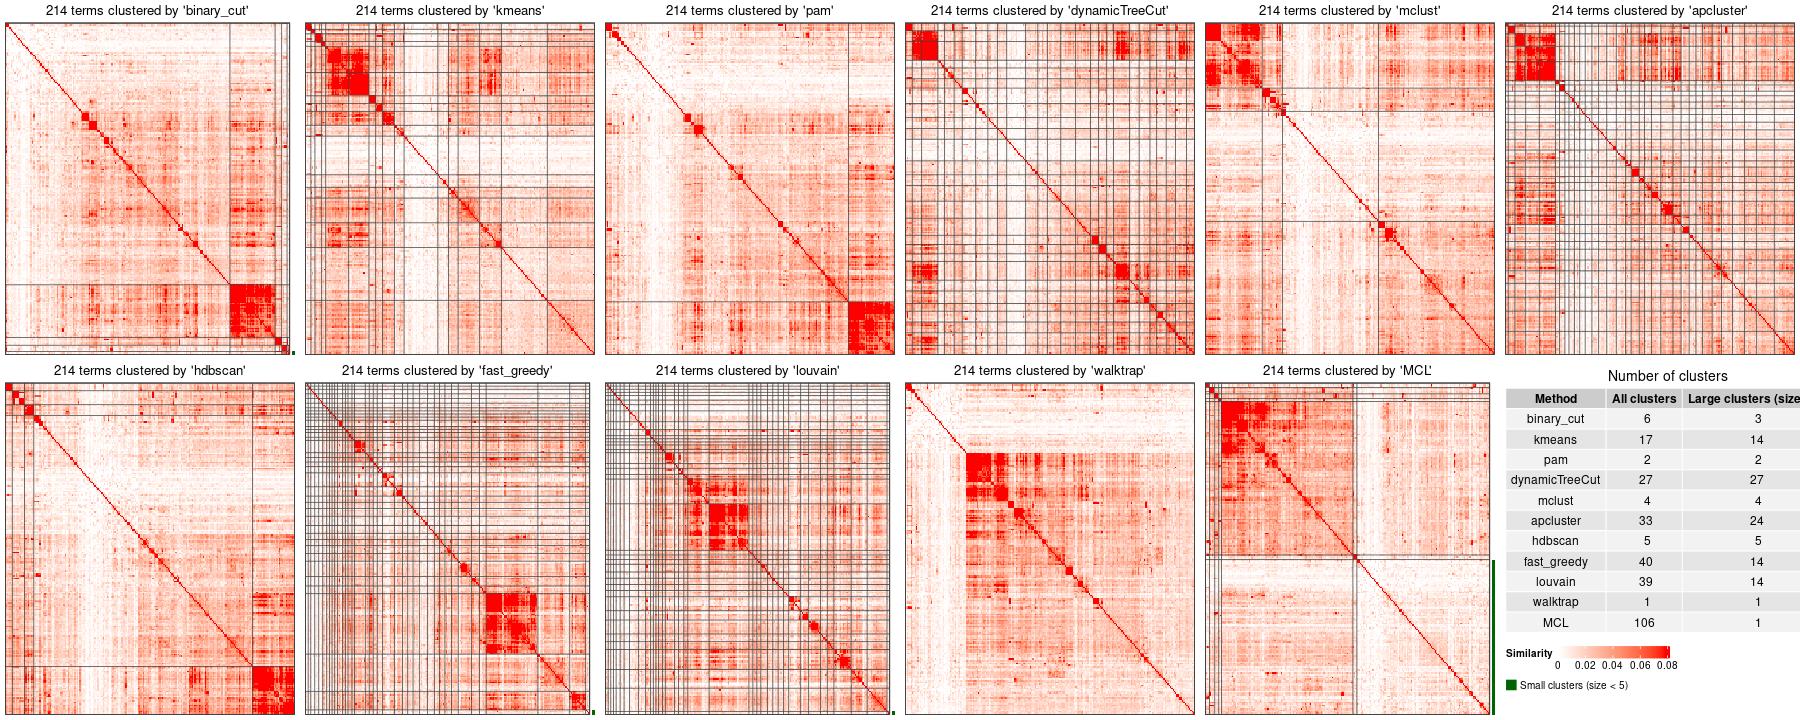 214 terms clustered by 'binary_cut'
214 terms clustered by 'kmeans'
214 terms clustered by 'pam'
214 terms clustered by 'dynamicTreeCut'
214 terms clustered by 'mclust'
214 terms clustered by 'apcluster'
214 terms clustered by 'hdbscan'
214 terms clustered by 'fast_greedy'
214 terms clustered by 'louvain'
214 terms clustered by 'walktrap'
214 terms clustered by 'MCL'
Number of clusters
Method All clusters Large clusters (size
binary_cut 6 3
kmeans 17 14
pam 2 2
dynamicTreeCut 27 27
mclust 4 4
apcluster 33 24
hdbscan 5 5
fast_greedy 40 14
louvain 39 14
walktrap 1 1
MCL 106 1
Similarity
0 0.02 0.04 0.06 0.08
Small clusters (size < 5)